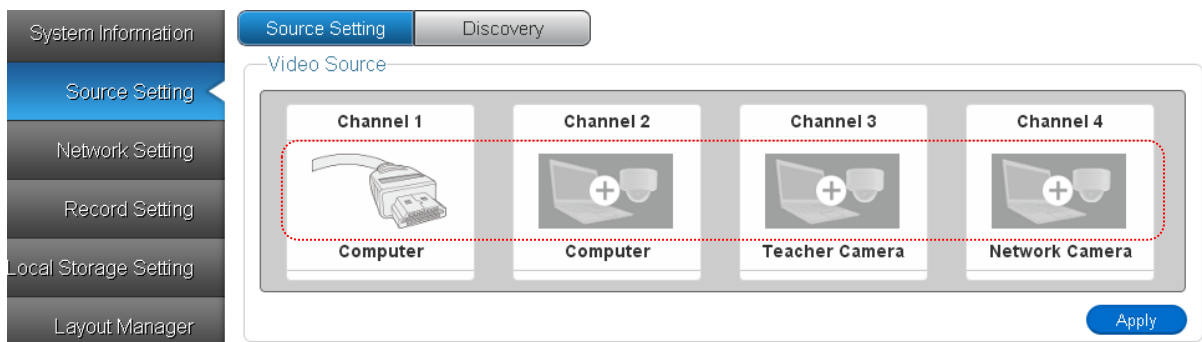 System Information
Source Setting
Network Setting
Record Setting
Local Storage Setting
Layout Manager
Source Setting Discovery
Video Source
Channel 1 Channel 2 Channel 3 Channel 4
Computer Computer Teacher Camera Network Camera
Apply